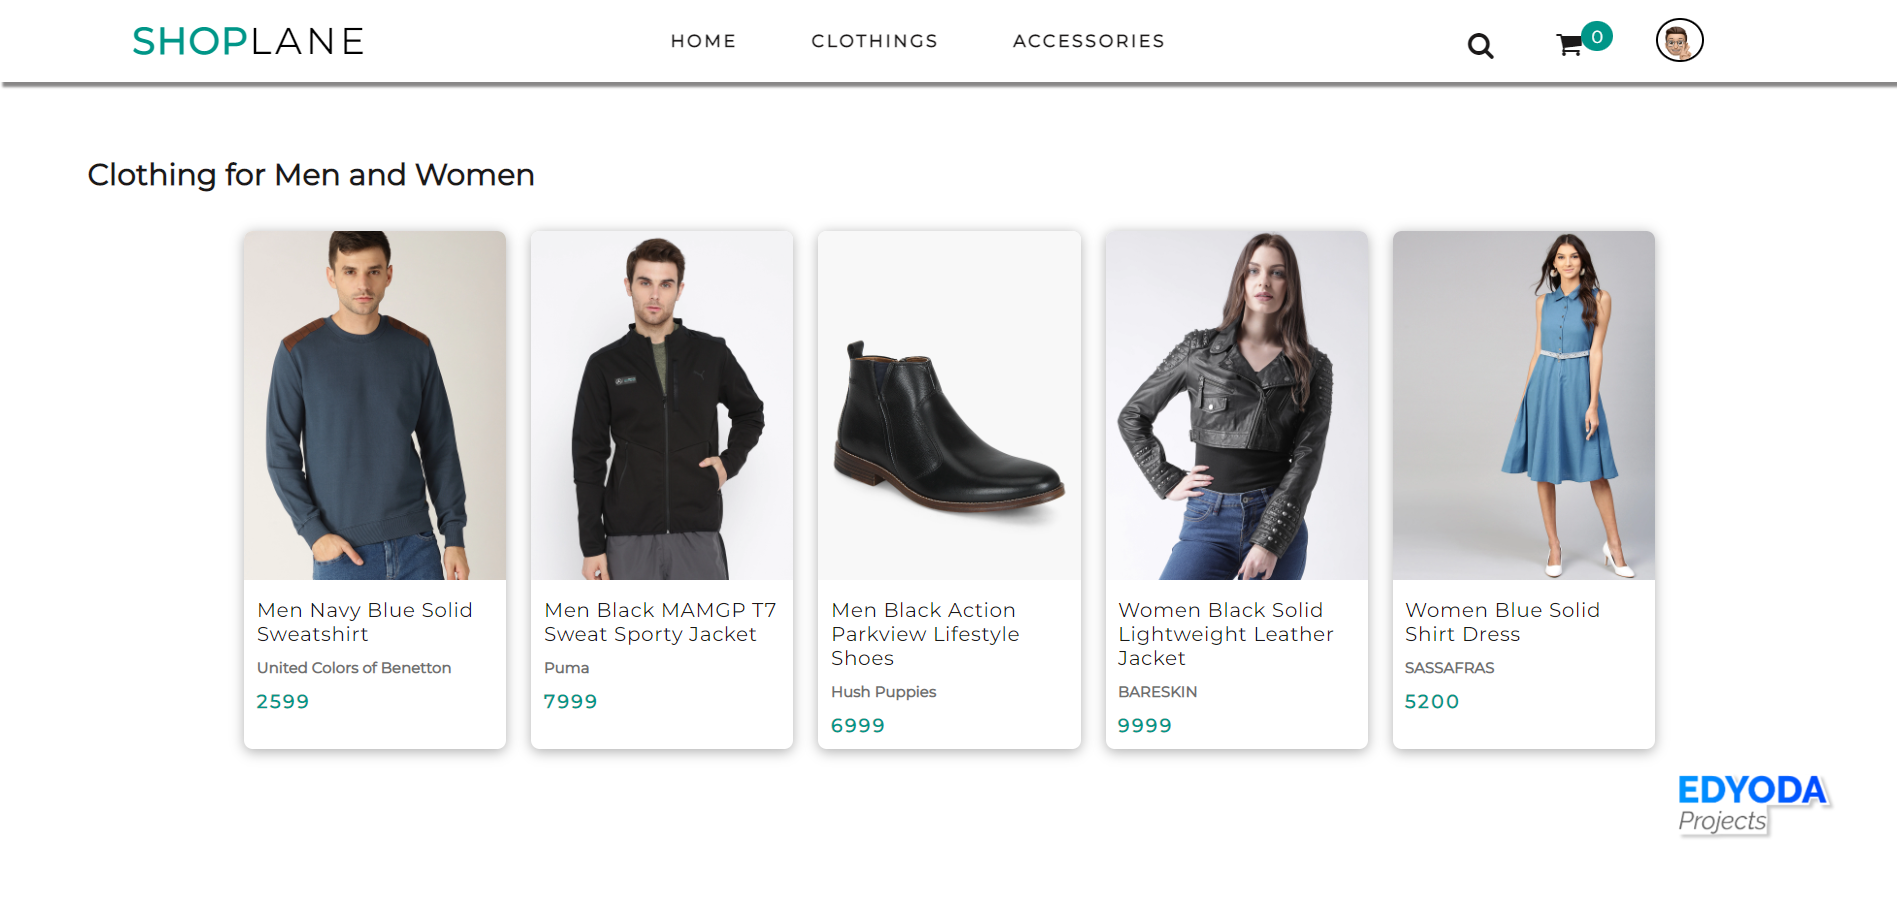 SHOPLANE
HOME
CLOTHINGS
ACCESSORIES
0
Clothing for Men and Women
Men Navy Blue Solid
Sweatshirt
United Colors of Benetton
2599
Men Black MAMGP T7
Sweat Sporty Jacket
Puma
7999
Men Black Action
Parkview Lifestyle
Shoes
Hush Puppies
6999
Women Black Solid
Lightweight Leather
Jacket
BARESKIN
9999
Women Blue Solid
Shirt Dress
SASSAFRAS
5200
EDYODA
Projects